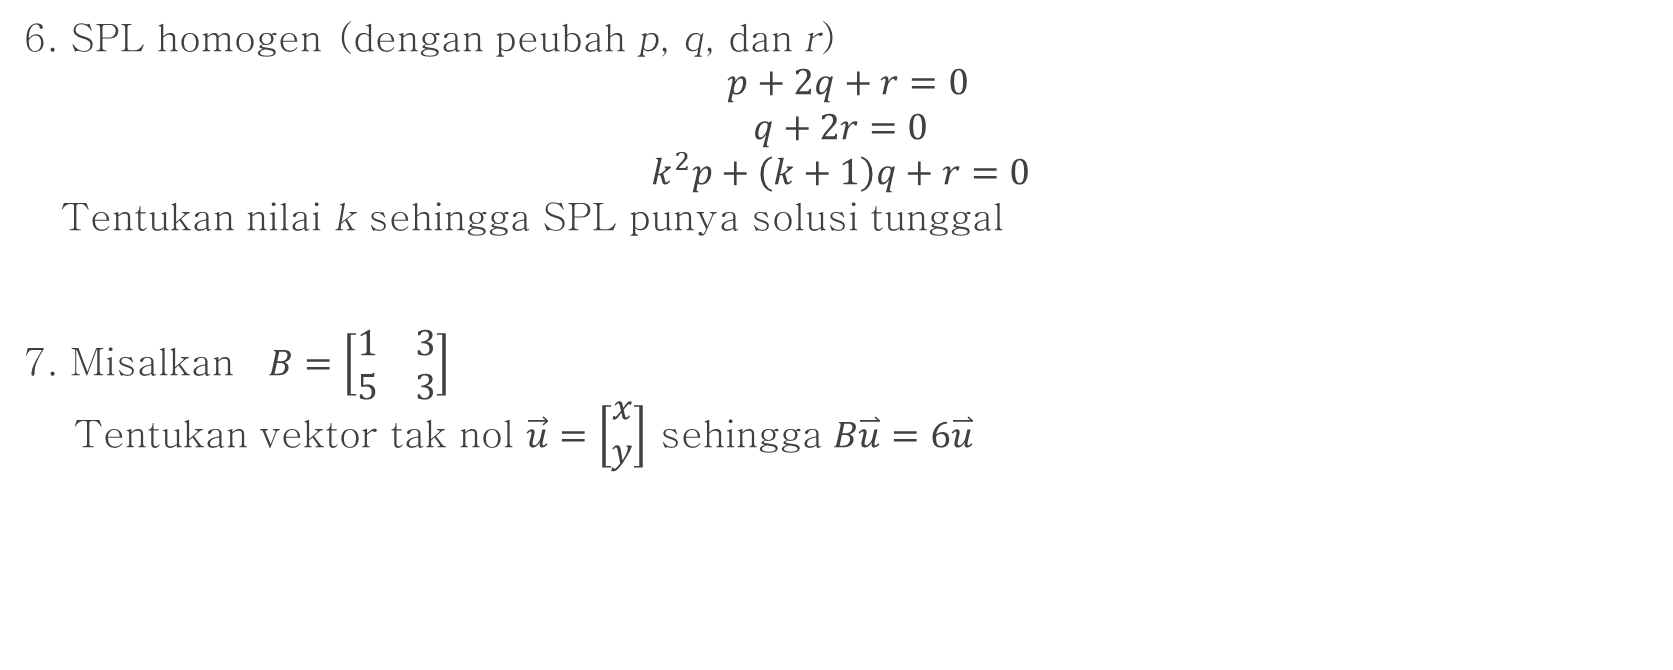 6. SPL homogen (dengan peubah p, q, dan r)
p + 2q + r = 0
q + 2r = 0
k²p + (k + 1)q + r = 0
Tentukan nilai k sehingga SPL punya solusi tunggal
7. Misalkan B = [1 3; 5 3]
Tentukan vektor tak nol u⃗ = [x; y] sehingga Bu⃗ = 6u⃗